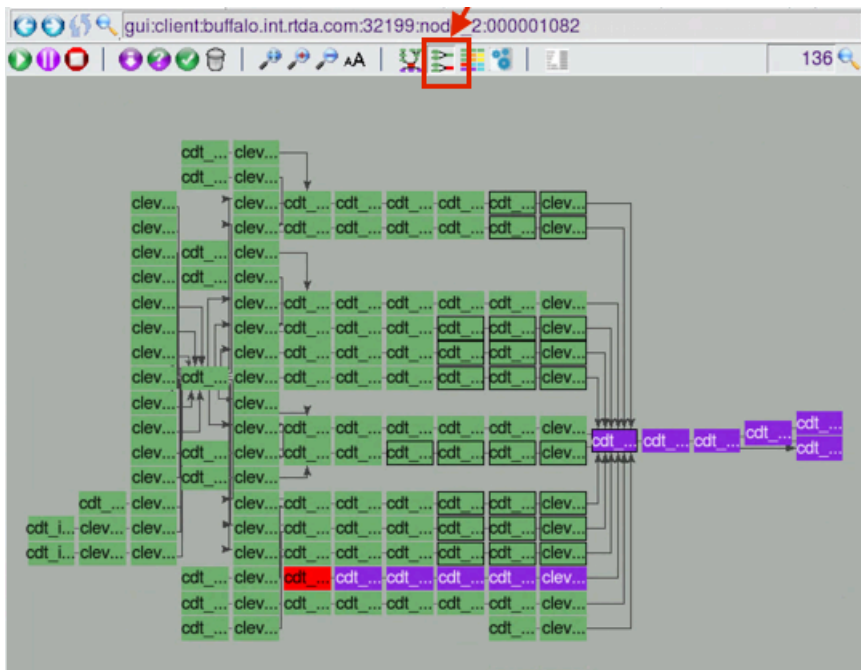 gui:client:buffalo.int.rtda.com:32199:node_2:000001082
AA 136
cdt_... clev...
cdt_... clev...
clev... clev... cdt_... cdt_... cdt_... cdt_... cdt_... clev...
clev... clev... cdt_... cdt_... cdt_... cdt_... cdt_... clev...
clev... cdt_... clev...
clev... cdt_... clev...
clev... clev... cdt_... cdt_... cdt_... cdt_... cdt_... clev...
clev... clev... cdt_... cdt_... cdt_... cdt_... cdt_... clev...
clev... clev... cdt_... cdt_... cdt_... cdt_... cdt_... clev...
clev... cdt_... clev... cdt_... cdt_... cdt_... cdt_... cdt_... clev...
clev... clev...
clev... clev... cdt_... cdt_... cdt_... cdt_... cdt_... clev... cdt_...
cdt_... cdt_... cdt_... cdt_...
clev... cdt_... clev... cdt_... cdt_... cdt_... cdt_... cdt_... clev... cdt_...
clev... cdt_... clev...
cdt_... clev... clev... cdt_... cdt_... cdt_... cdt_... cdt_... clev...
cdt_i... clev... clev... clev... cdt_... cdt_... cdt_... cdt_... cdt_... clev...
cdt_i... clev... clev... clev... cdt_... cdt_... cdt_... cdt_... cdt_... clev...
cdt_... clev... cdt_... cdt_... cdt_... cdt_... cdt_... clev...
cdt_... clev... cdt_... cdt_... cdt_... cdt_... cdt_... clev...
cdt_... clev... cdt_... clev...